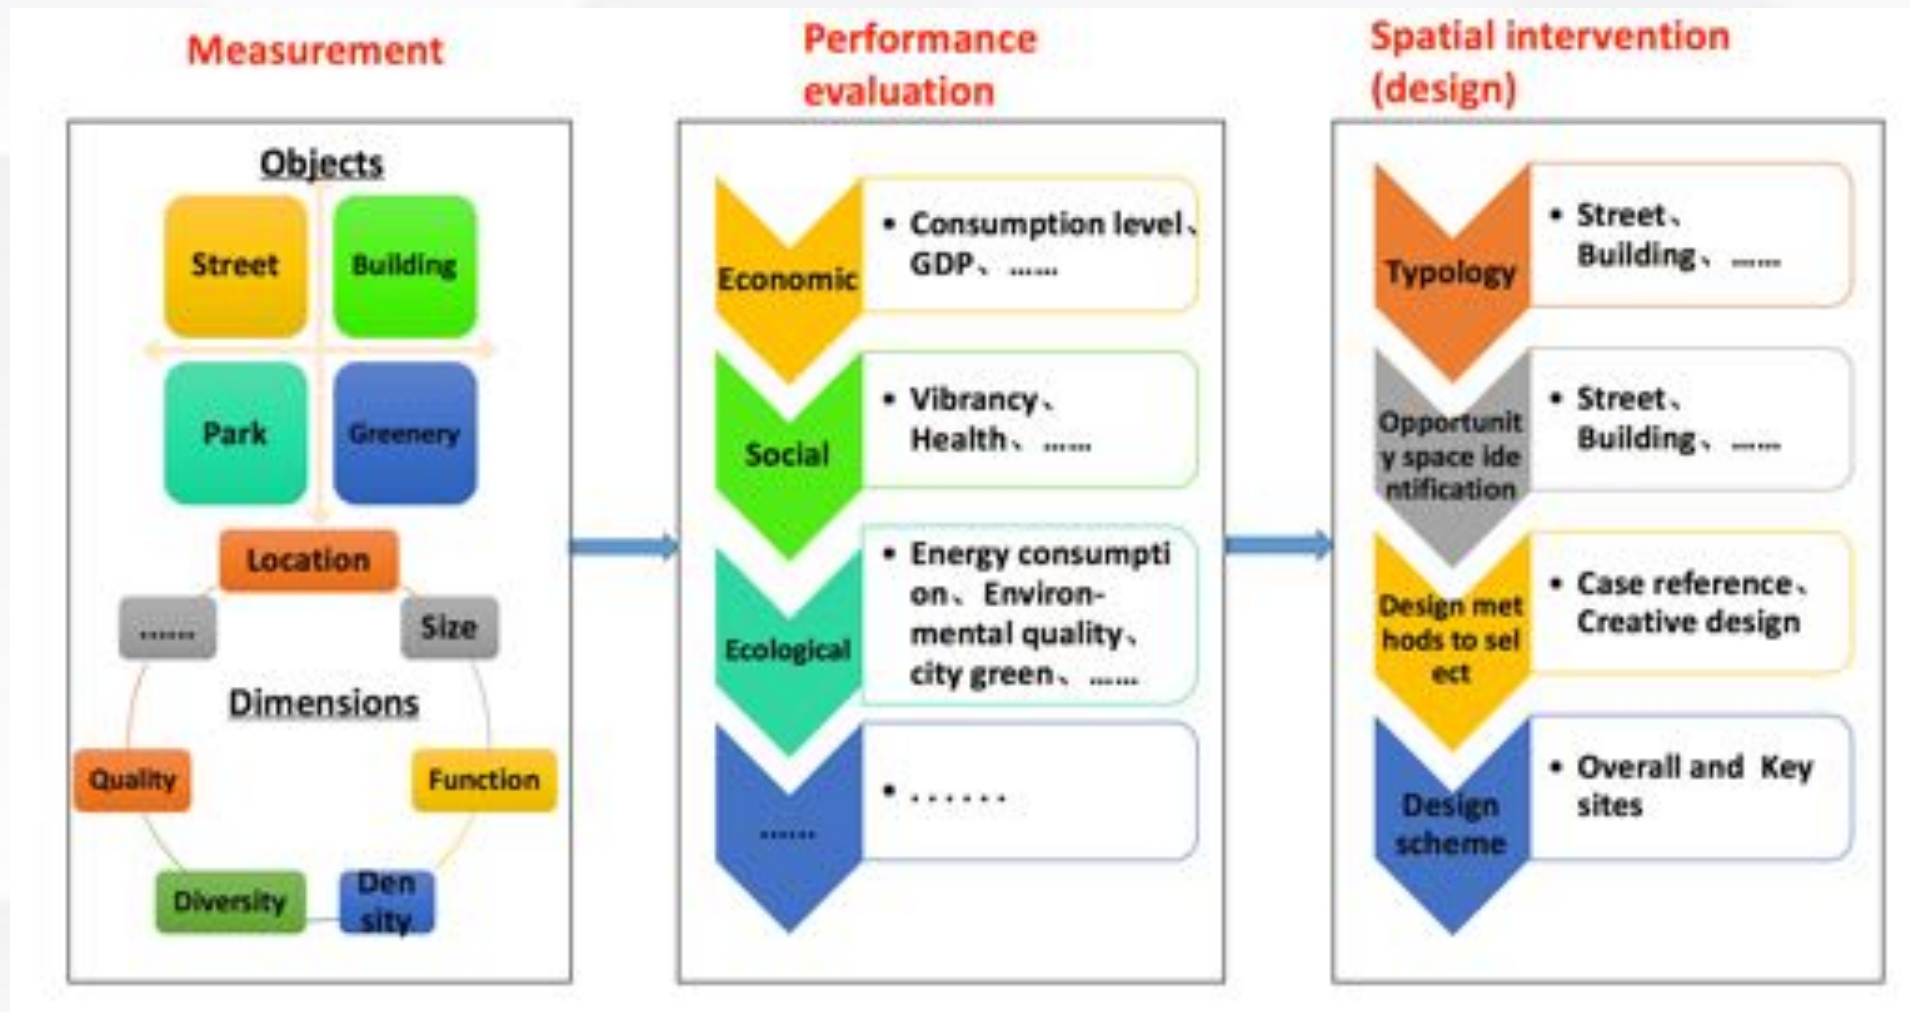 Measurement
Objects
Street
Building
Park
Greenery
Location
......
Size
Dimensions
Quality
Function
Diversity
Den
sity
Performance
evaluation
Economic
• Consumption level、
GDP、......
Social
• Vibrancy、
Health、......
Ecological
• Energy consumpti
on、Environ-
mental quality、
city green、......
......
• ......
Spatial intervention
(design)
Typology
• Street、
Building、......
Opportunit
y space ide
ntification
• Street、
Building、......
Design met
hods to sel
ect
• Case reference、
Creative design
Design
scheme
• Overall and Key
sites